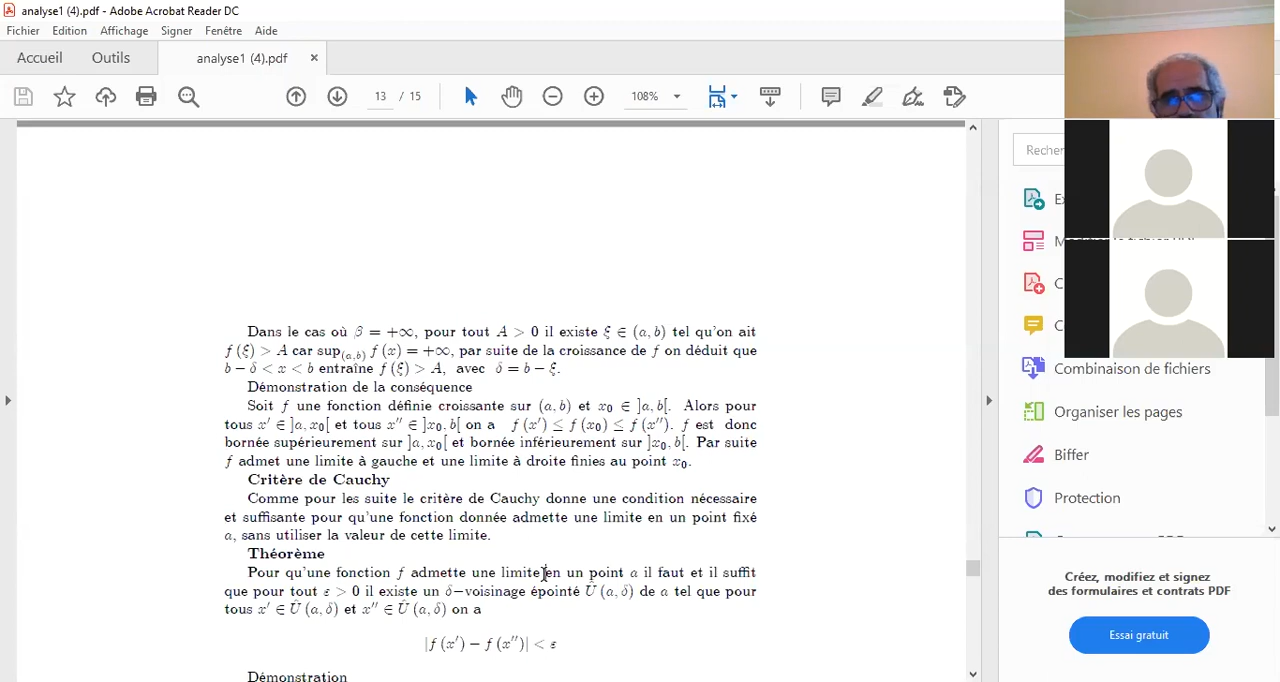 analyse1 (4).pdf - Adobe Acrobat Reader DC
Fichier Edition Affichage Signer Fenêtre Aide
Accueil Outils analyse1 (4).pdf ×
13 / 15 108%
Recher
Combinaison de fichiers
Organiser les pages
Biffer
Protection
Créez, modifiez et signez
des formulaires et contrats PDF
Essai gratuit
Dans le cas où β = +∞, pour tout A > 0 il existe ξ ∈ (a, b) tel qu'on ait
f (ξ) > A car sup(a,b) f (x) = +∞, par suite de la croissance de f on déduit que
b − δ < x < b entraîne f (ξ) > A, avec δ = b − ξ.
Démonstration de la conséquence
Soit f une fonction définie croissante sur (a, b) et x₀ ∈ ]a, b[. Alors pour
tous x′ ∈ ]a, x₀[ et tous x″ ∈ ]x₀, b[ on a f (x′) ≤ f (x₀) ≤ f (x″). f est donc
bornée supérieurement sur ]a, x₀[ et bornée inférieurement sur ]x₀, b[. Par suite
f admet une limite à gauche et une limite à droite finies au point x₀.
Critère de Cauchy
Comme pour les suite le critère de Cauchy donne une condition nécessaire
et suffisante pour qu'une fonction donnée admette une limite en un point fixé
a, sans utiliser la valeur de cette limite.
Théorème
Pour qu'une fonction f admette une limite en un point a il faut et il suffit
que pour tout ε > 0 il existe un δ−voisinage épointé Û (a, δ) de a tel que pour
tous x′ ∈ Û (a, δ) et x″ ∈ Û (a, δ) on a
|f (x′) − f (x″)| < ε
Démonstration